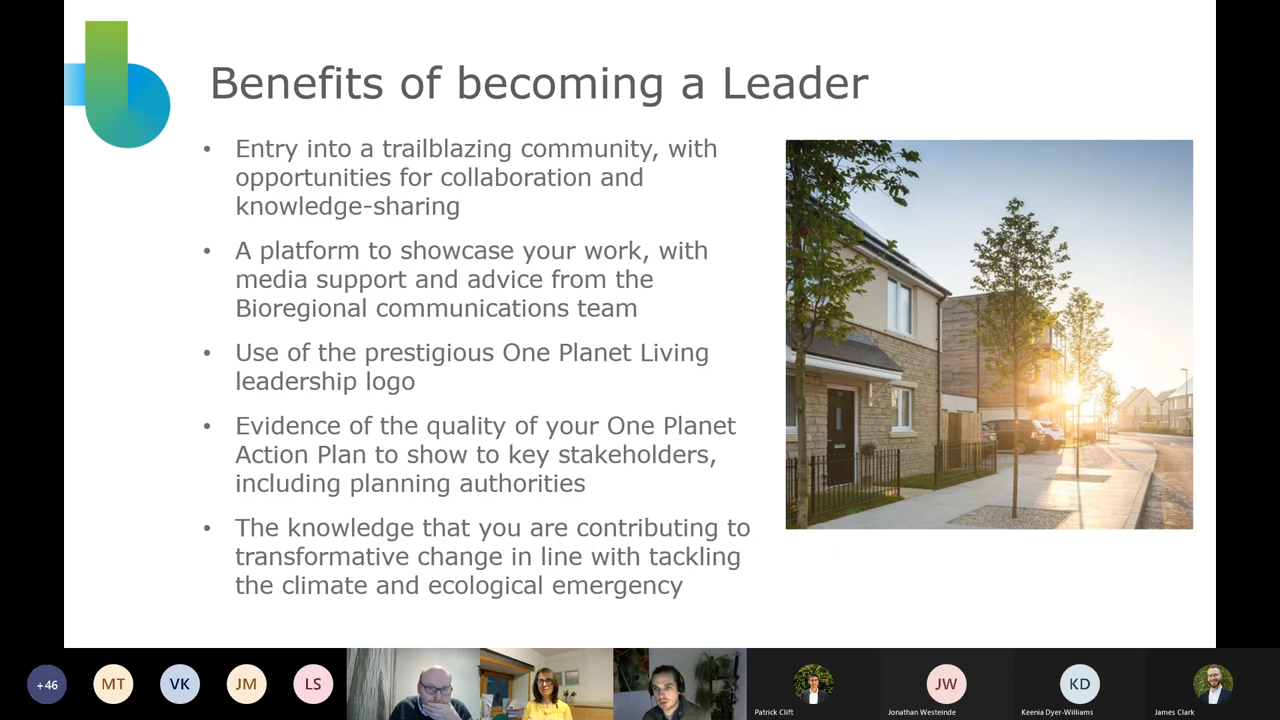 Benefits of becoming a Leader
• Entry into a trailblazing community, with
opportunities for collaboration and
knowledge-sharing
• A platform to showcase your work, with
media support and advice from the
Bioregional communications team
• Use of the prestigious One Planet Living
leadership logo
• Evidence of the quality of your One Planet
Action Plan to show to key stakeholders,
including planning authorities
• The knowledge that you are contributing to
transformative change in line with tackling
the climate and ecological emergency
+46
MT
VK
JM
LS
Patrick Clift
JW
Jonathan Westeinde
KD
Keenia Dyer-Williams
James Clark